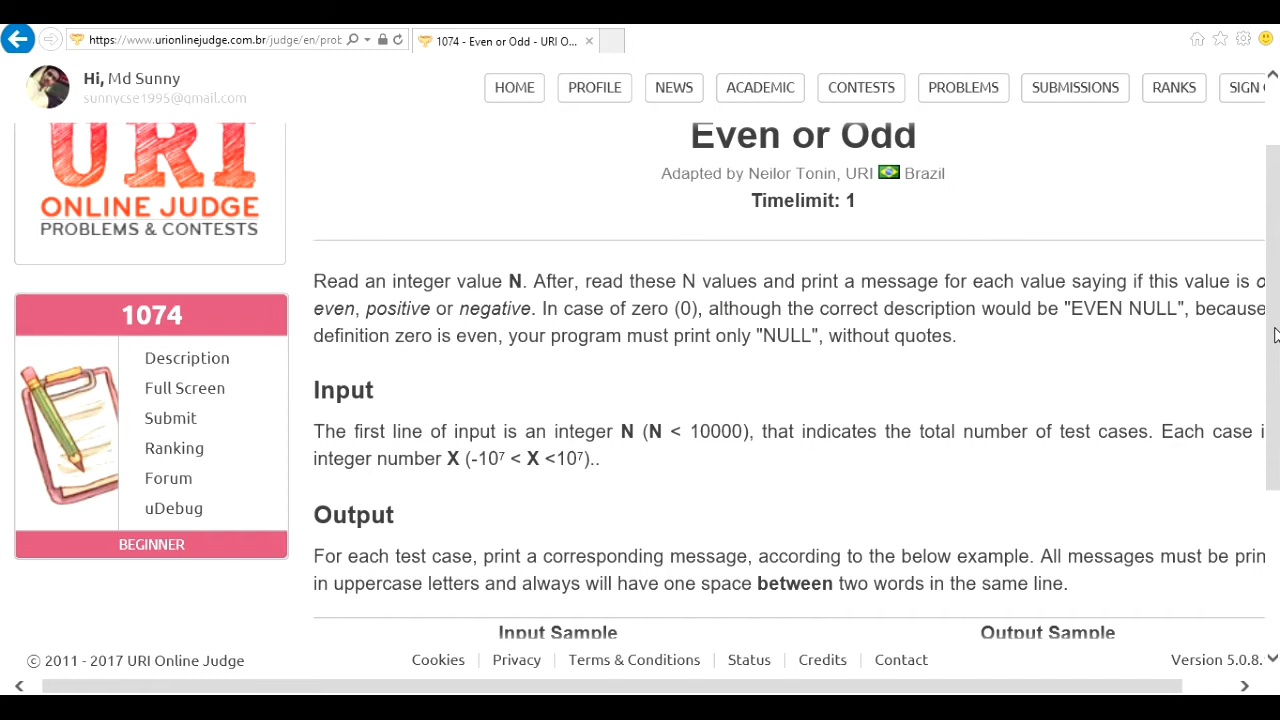 https://www.urionlinejudge.com.br/judge/en/prob
1074 - Even or Odd - URI O...
Hi, Md Sunny
sunnycse1995@gmail.com
HOME
PROFILE
NEWS
ACADEMIC
CONTESTS
PROBLEMS
SUBMISSIONS
RANKS
SIGN
URI
ONLINE JUDGE
PROBLEMS & CONTESTS
Even or Odd
Adapted by Neilor Tonin, URI Brazil
Timelimit: 1
Read an integer value N. After, read these N values and print a message for each value saying if this value is
even, positive or negative. In case of zero (0), although the correct description would be "EVEN NULL", because
definition zero is even, your program must print only "NULL", without quotes.
Input
The first line of input is an integer N (N < 10000), that indicates the total number of test cases. Each case
integer number X (-10⁷ < X <10⁷)..
Output
For each test case, print a corresponding message, according to the below example. All messages must be prin
in uppercase letters and always will have one space between two words in the same line.
Input Sample
Output Sample
1074
Description
Full Screen
Submit
Ranking
Forum
uDebug
BEGINNER
© 2011 - 2017 URI Online Judge
Cookies
Privacy
Terms & Conditions
Status
Credits
Contact
Version 5.0.8.